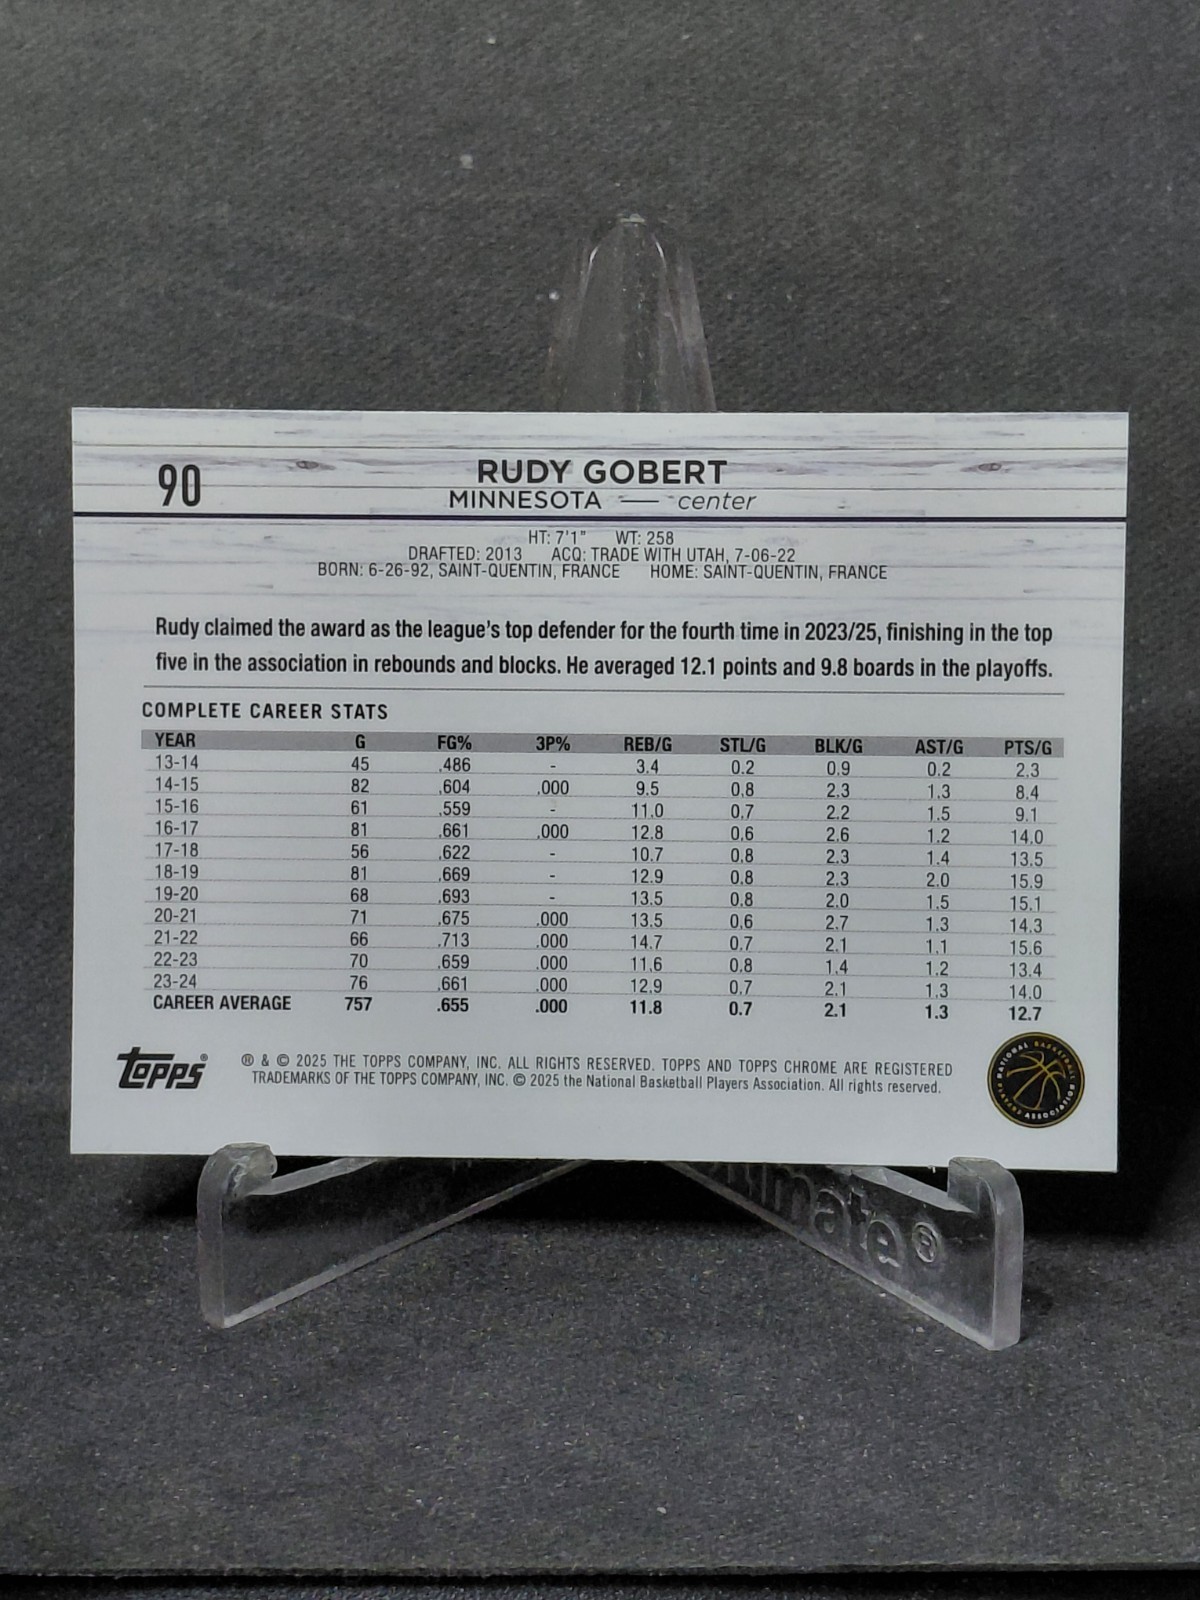 90
RUDY GOBERT
MINNESOTA — center
HT: 7'1" WT: 258
DRAFTED: 2013 ACQ: TRADE WITH UTAH, 7-06-22
BORN: 6-26-92, SAINT-QUENTIN, FRANCE HOME: SAINT-QUENTIN, FRANCE
Rudy claimed the award as the league's top defender for the fourth time in 2023/25, finishing in the top
five in the association in rebounds and blocks. He averaged 12.1 points and 9.8 boards in the playoffs.
COMPLETE CAREER STATS
YEAR G FG% 3P% REB/G STL/G BLK/G AST/G PTS/G
13-14 45 .486 - 3.4 0.2 0.9 0.2 2.3
14-15 82 .604 .000 9.5 0.8 2.3 1.3 8.4
15-16 61 .559 - 11.0 0.7 2.2 1.5 9.1
16-17 81 .661 .000 12.8 0.6 2.6 1.2 14.0
17-18 56 .622 - 10.7 0.8 2.3 1.4 13.5
18-19 81 .669 - 12.9 0.8 2.3 2.0 15.9
19-20 68 .693 - 13.5 0.8 2.0 1.5 15.1
20-21 71 .675 .000 13.5 0.6 2.7 1.3 14.3
21-22 66 .713 .000 14.7 0.7 2.1 1.1 15.6
22-23 70 .659 .000 11.6 0.8 1.4 1.2 13.4
23-24 76 .661 .000 12.9 0.7 2.1 1.3 14.0
CAREER AVERAGE 757 .655 .000 11.8 0.7 2.1 1.3 12.7
TOPPS®
® & © 2025 THE TOPPS COMPANY, INC. ALL RIGHTS RESERVED. TOPPS AND TOPPS CHROME ARE REGISTERED
TRADEMARKS OF THE TOPPS COMPANY, INC. © 2025 the National Basketball Players Association. All rights reserved.
NATIONAL BASKETBALL PLAYERS ASSOCIATION